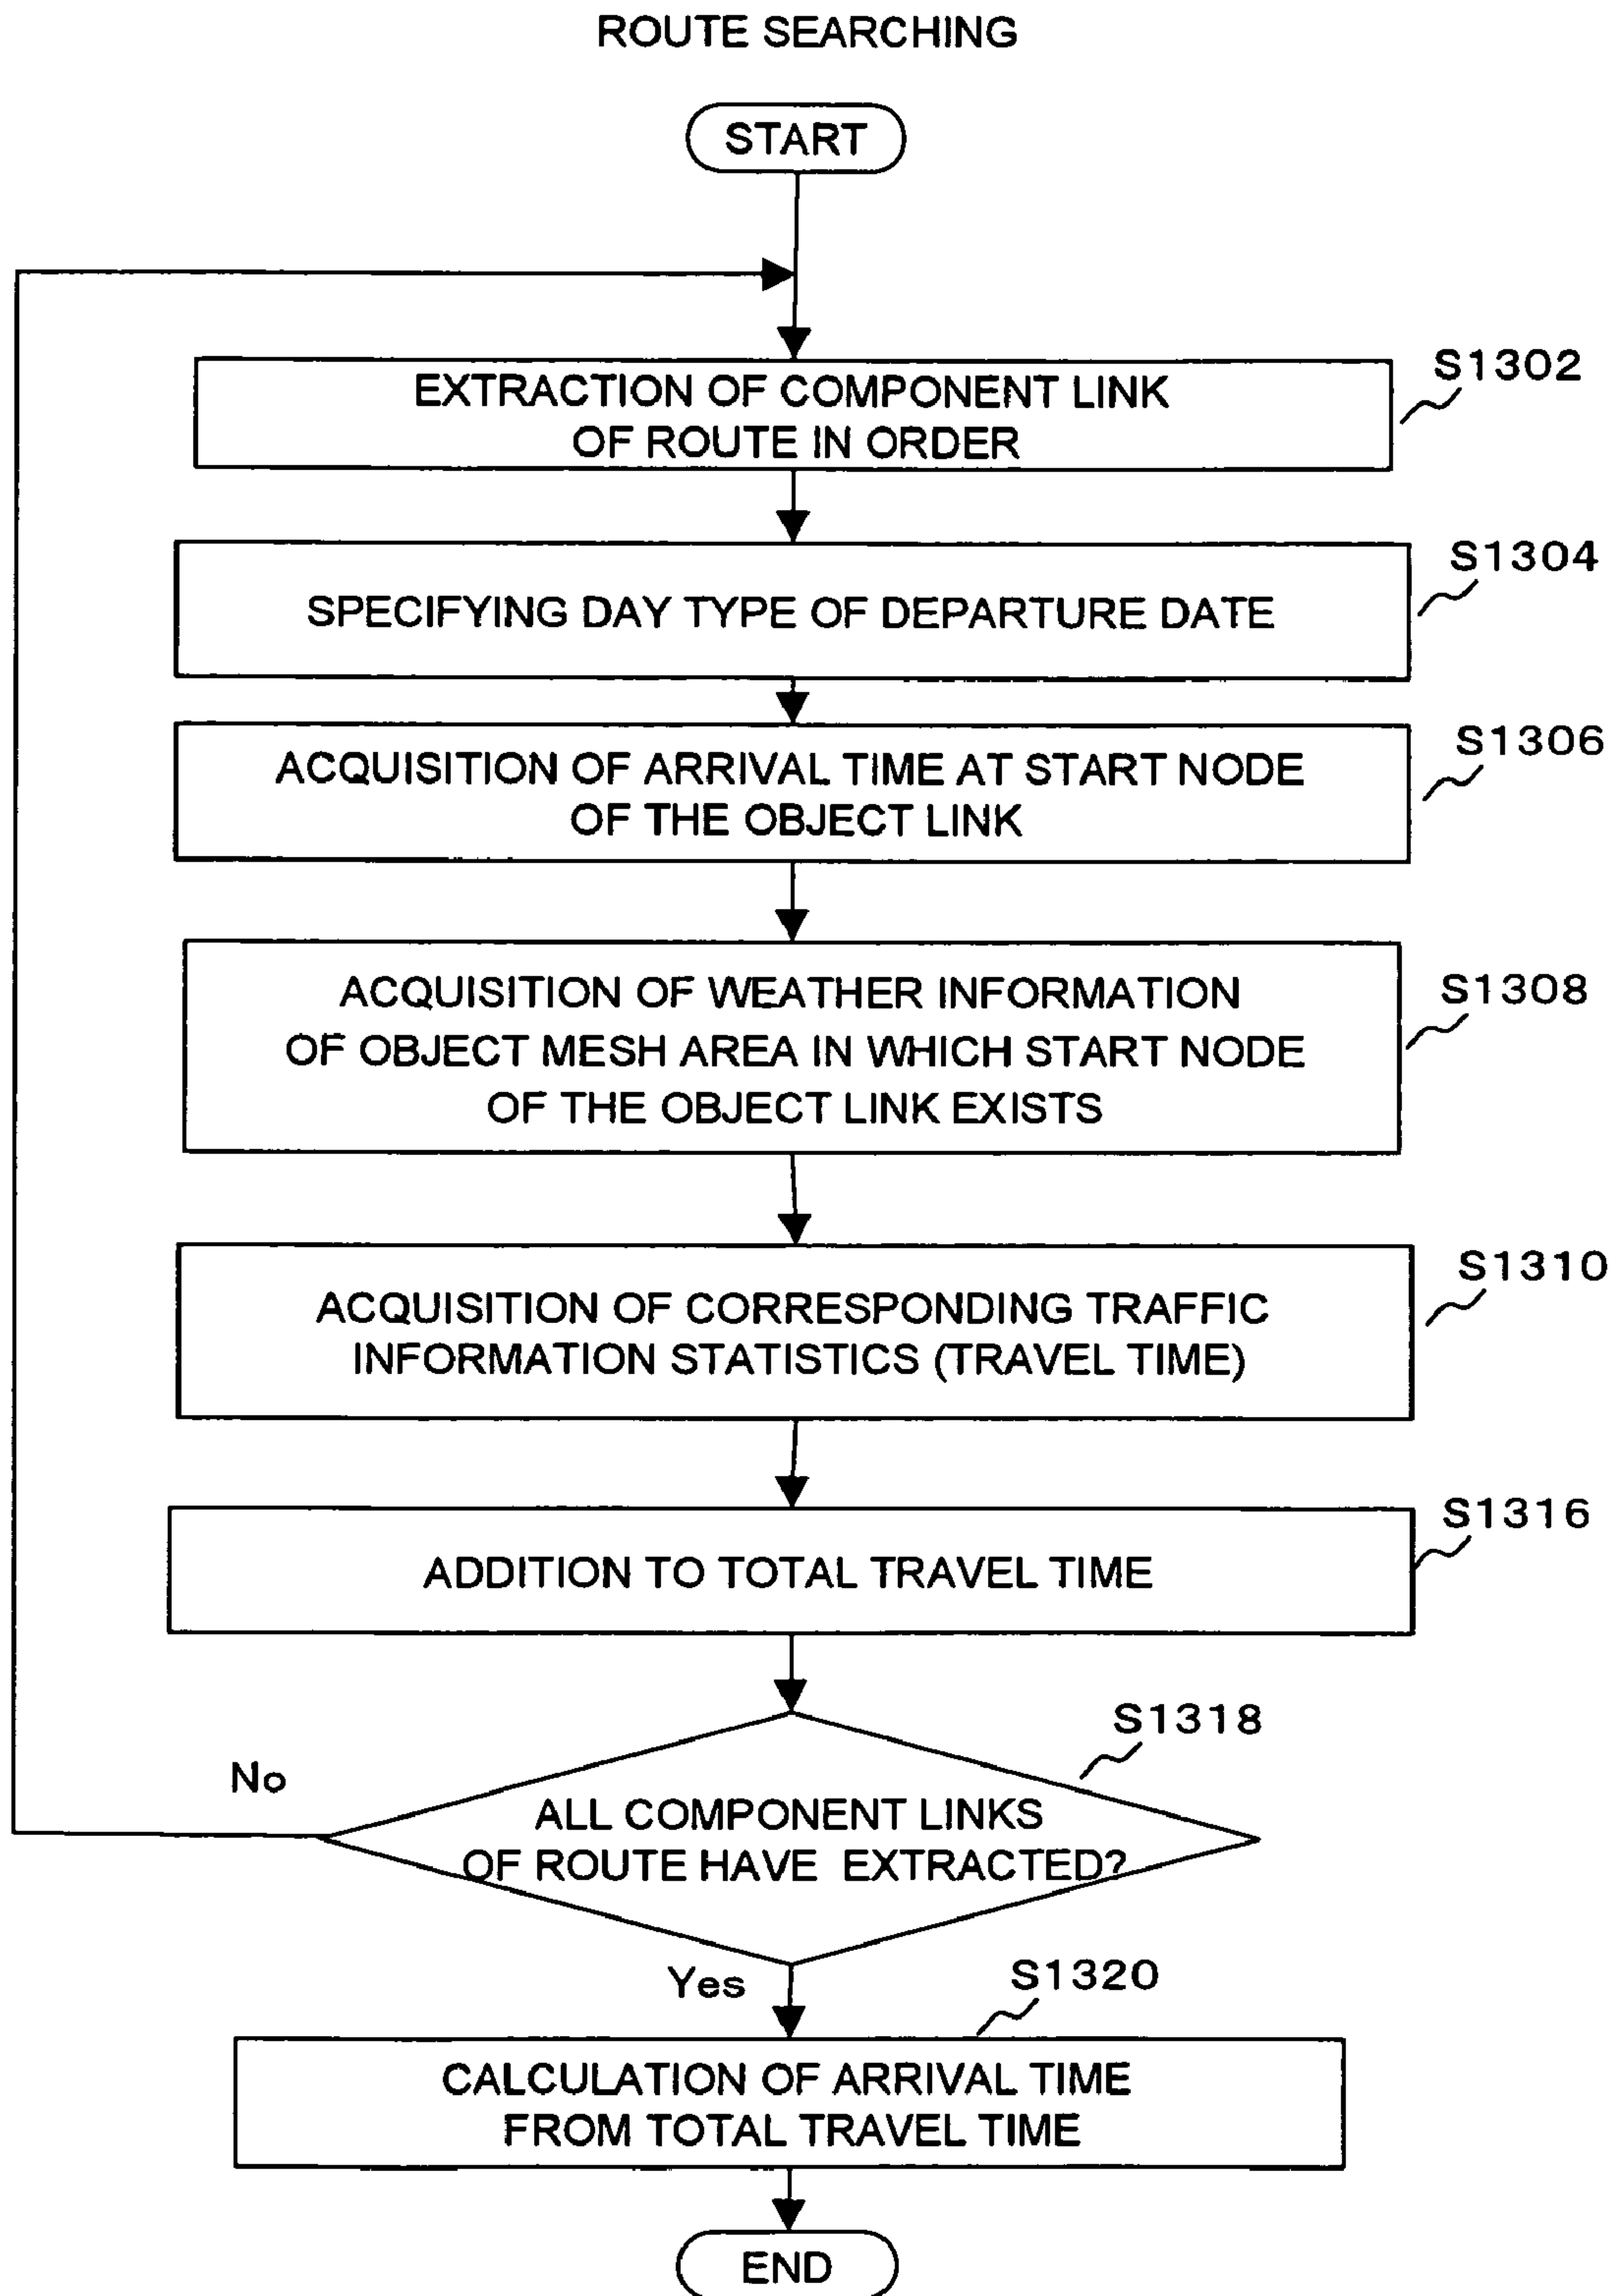 ROUTE SEARCHING
START
EXTRACTION OF COMPONENT LINK
OF ROUTE IN ORDER
S1302
SPECIFYING DAY TYPE OF DEPARTURE DATE
S1304
ACQUISITION OF ARRIVAL TIME AT START NODE
OF THE OBJECT LINK
S1306
ACQUISITION OF WEATHER INFORMATION
OF OBJECT MESH AREA IN WHICH START NODE
OF THE OBJECT LINK EXISTS
S1308
ACQUISITION OF CORRESPONDING TRAFFIC
INFORMATION STATISTICS (TRAVEL TIME)
S1310
ADDITION TO TOTAL TRAVEL TIME
S1316
S1318
No
ALL COMPONENT LINKS
OF ROUTE HAVE EXTRACTED?
Yes
S1320
CALCULATION OF ARRIVAL TIME
FROM TOTAL TRAVEL TIME
END